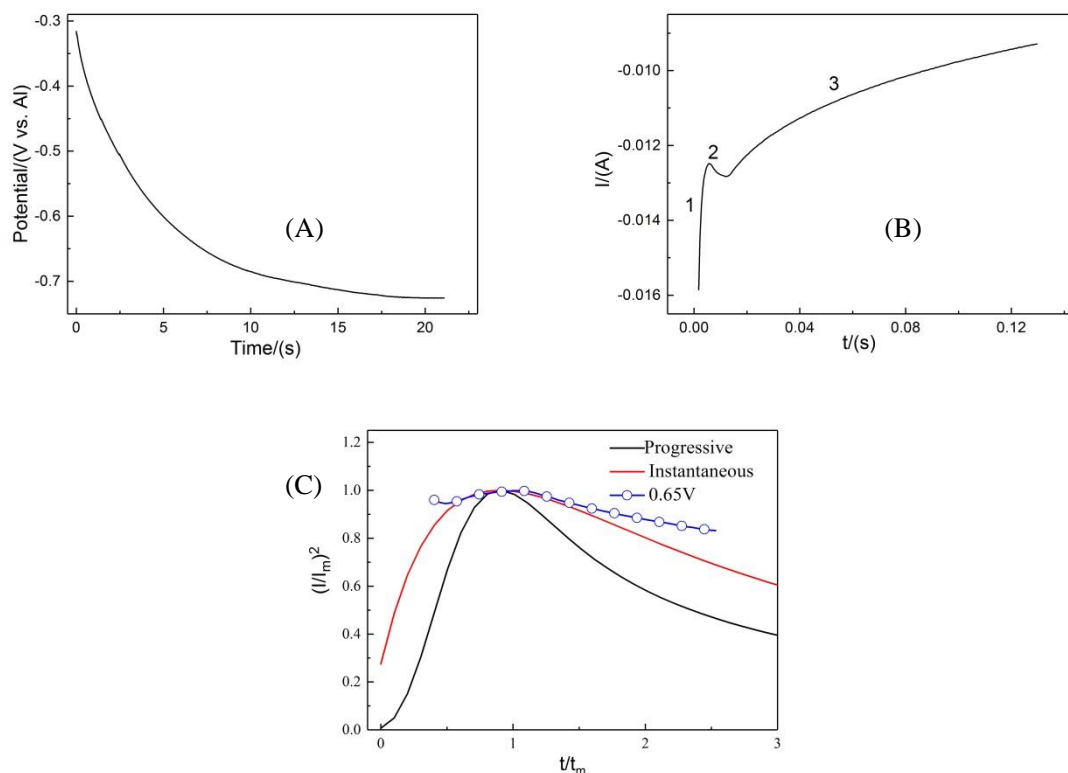 -0.3
-0.4
-0.5
-0.6
-0.7
Potential/(V vs. Al)
0 5 10 15 20
Time/(s)
(A)
-0.010
-0.012
-0.014
-0.016
I/(A)
1
2
3
0.00 0.04 0.08 0.12
t/(s)
(B)
(C)
1.2
1.0
0.8
0.6
0.4
0.2
0.0
(I/Im)2
Progressive
Instantaneous
0.65V
0 1 2 3
t/tm